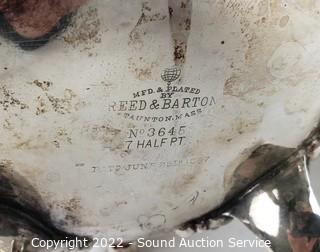 MFD. & PLATED
BY
REED & BARTON
TAUNTON, MASS.
No 3645
7 HALF PT.
Copyright 2022 - Sound Auction Service